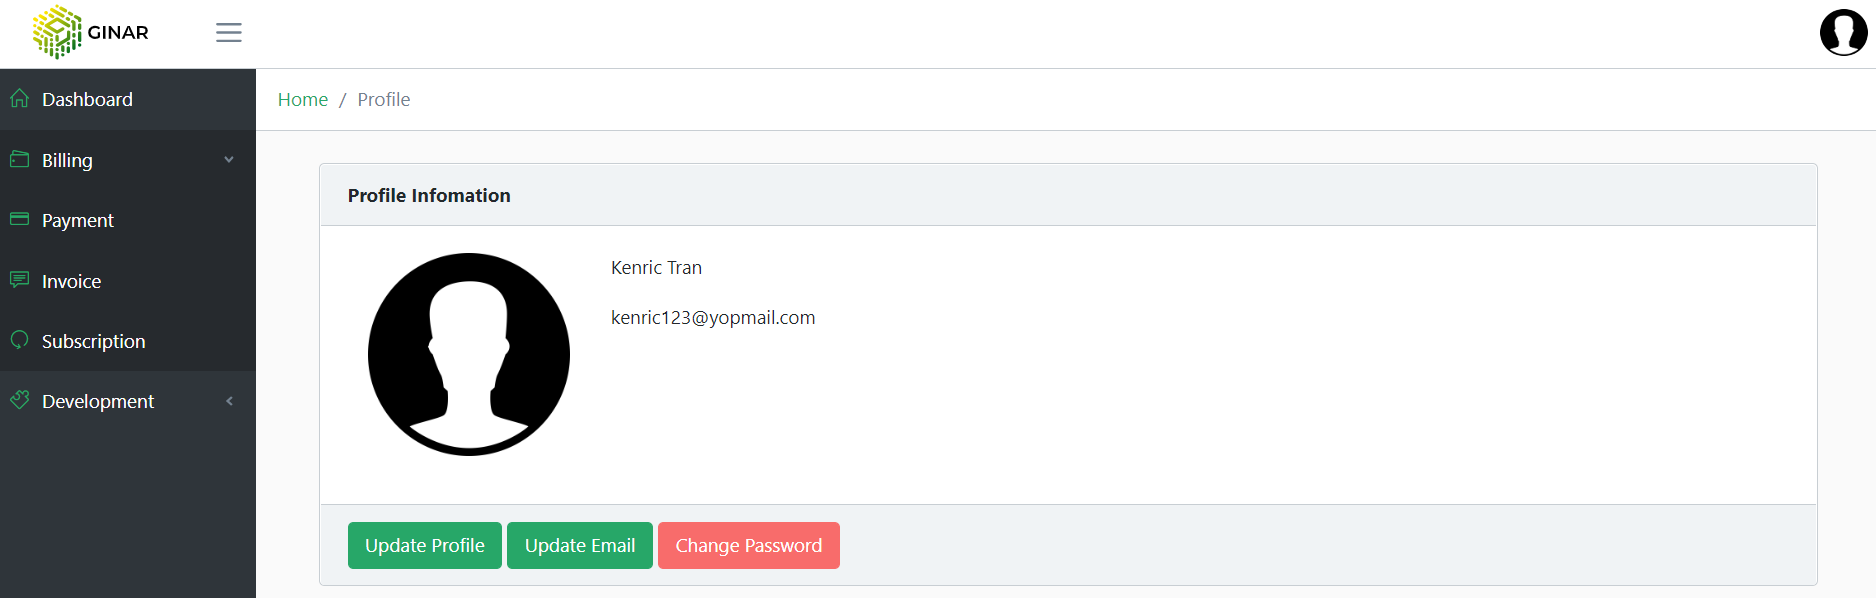 GINAR
Dashboard
Billing
Payment
Invoice
Subscription
Development
Home / Profile
Profile Infomation
Kenric Tran
kenric123@yopmail.com
Update Profile
Update Email
Change Password